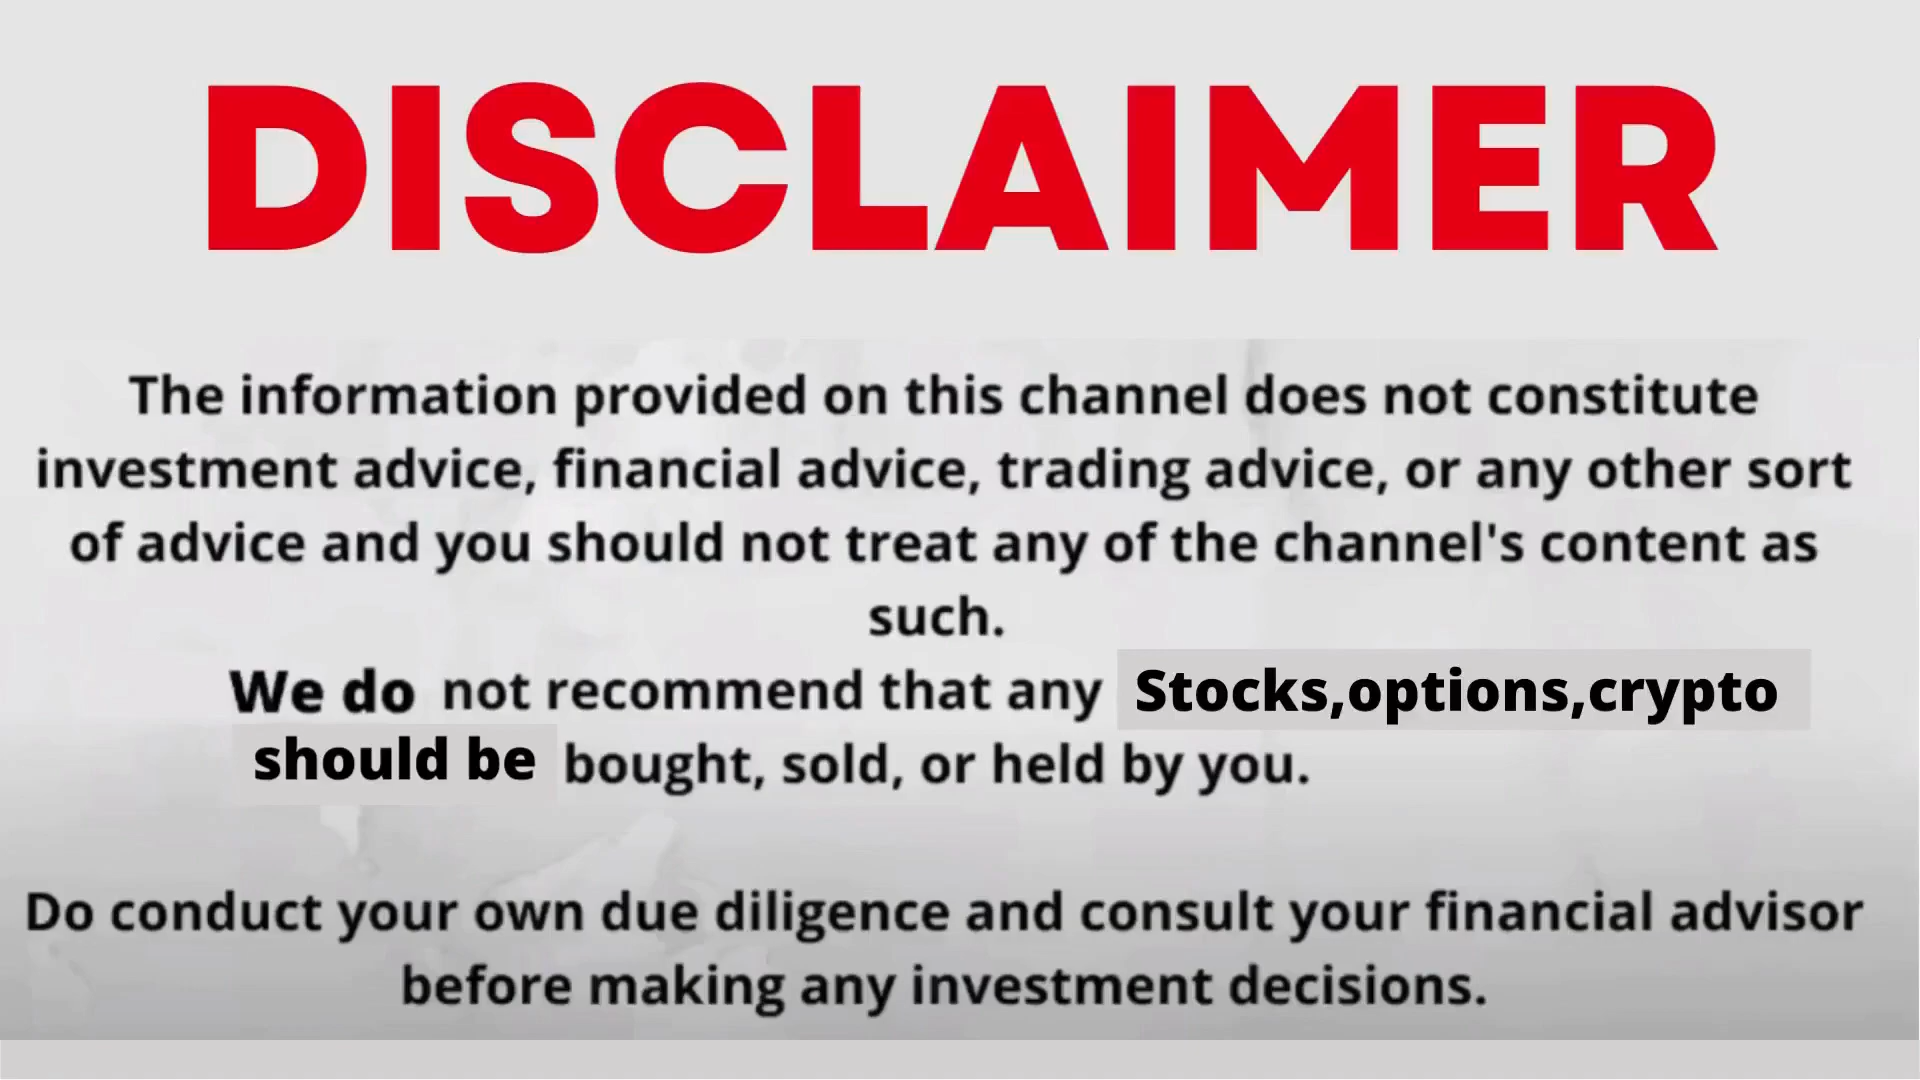 DISCLAIMER
The information provided on this channel does not constitute
investment advice, financial advice, trading advice, or any other sort
of advice and you should not treat any of the channel's content as
such.
We do not recommend that any Stocks,options,crypto
should be bought, sold, or held by you.
Do conduct your own due diligence and consult your financial advisor
before making any investment decisions.